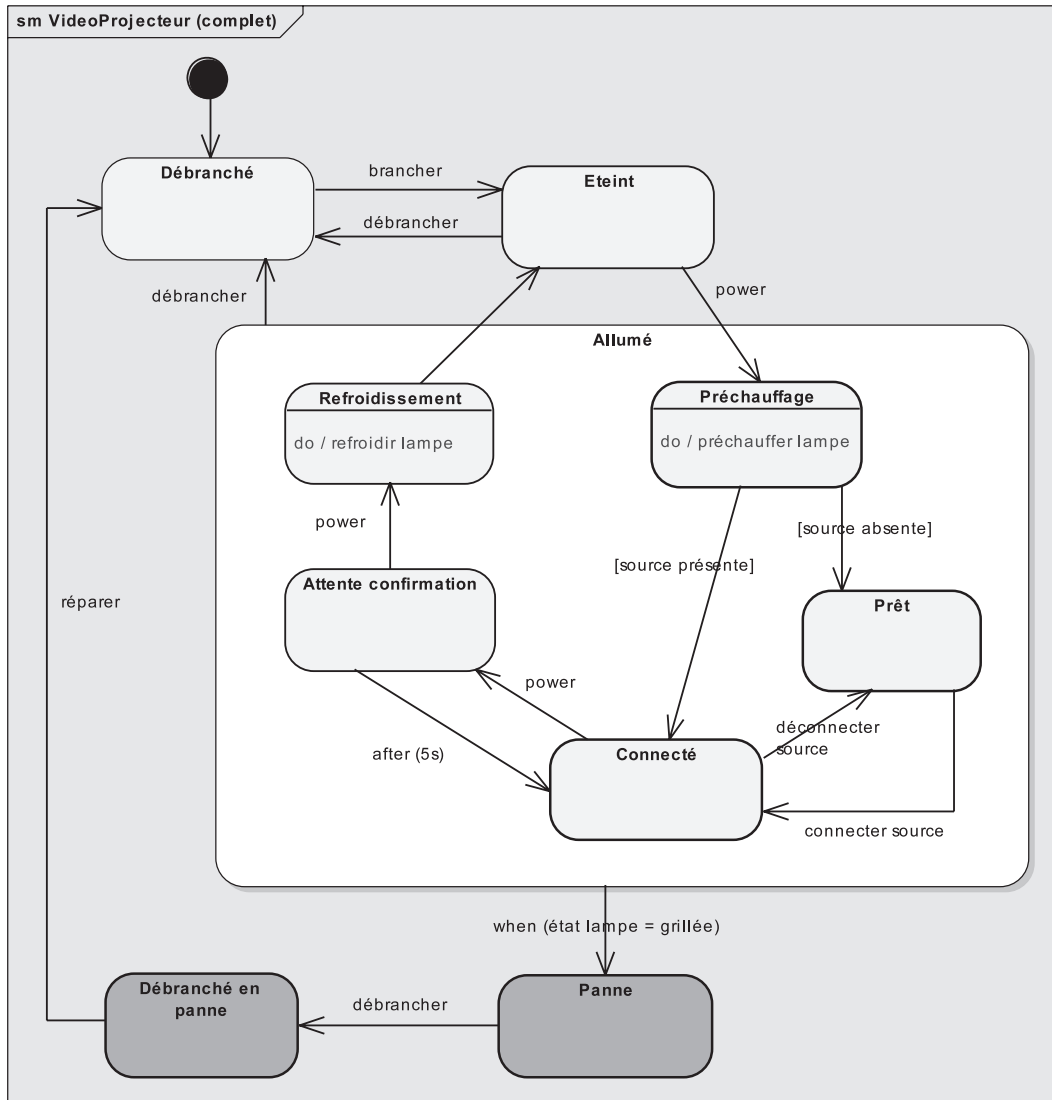 sm VideoProjecteur (complet)
Débranché
brancher
Eteint
débrancher
débrancher
power
Allumé
Refroidissement
do / refroidir lampe
Préchauffage
do / préchauffer lampe
power
[source absente]
[source présente]
Attente confirmation
Prêt
réparer
power
déconnecter
source
after (5s)
Connecté
connecter source
when (état lampe = grillée)
Débranché en
panne
débrancher
Panne